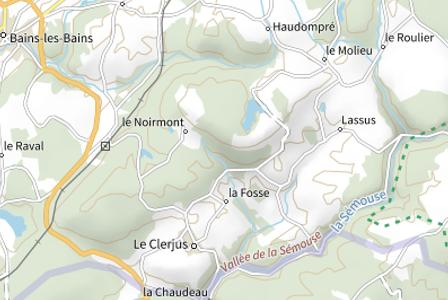 Haudompré
Bains-les-Bains
le Roulier
le Molieu
le Noirmont
Lassus
le Raval
la Fosse
la Sémouse
Le Clerjus
Vallée de la Sémouse
la Chaudeau